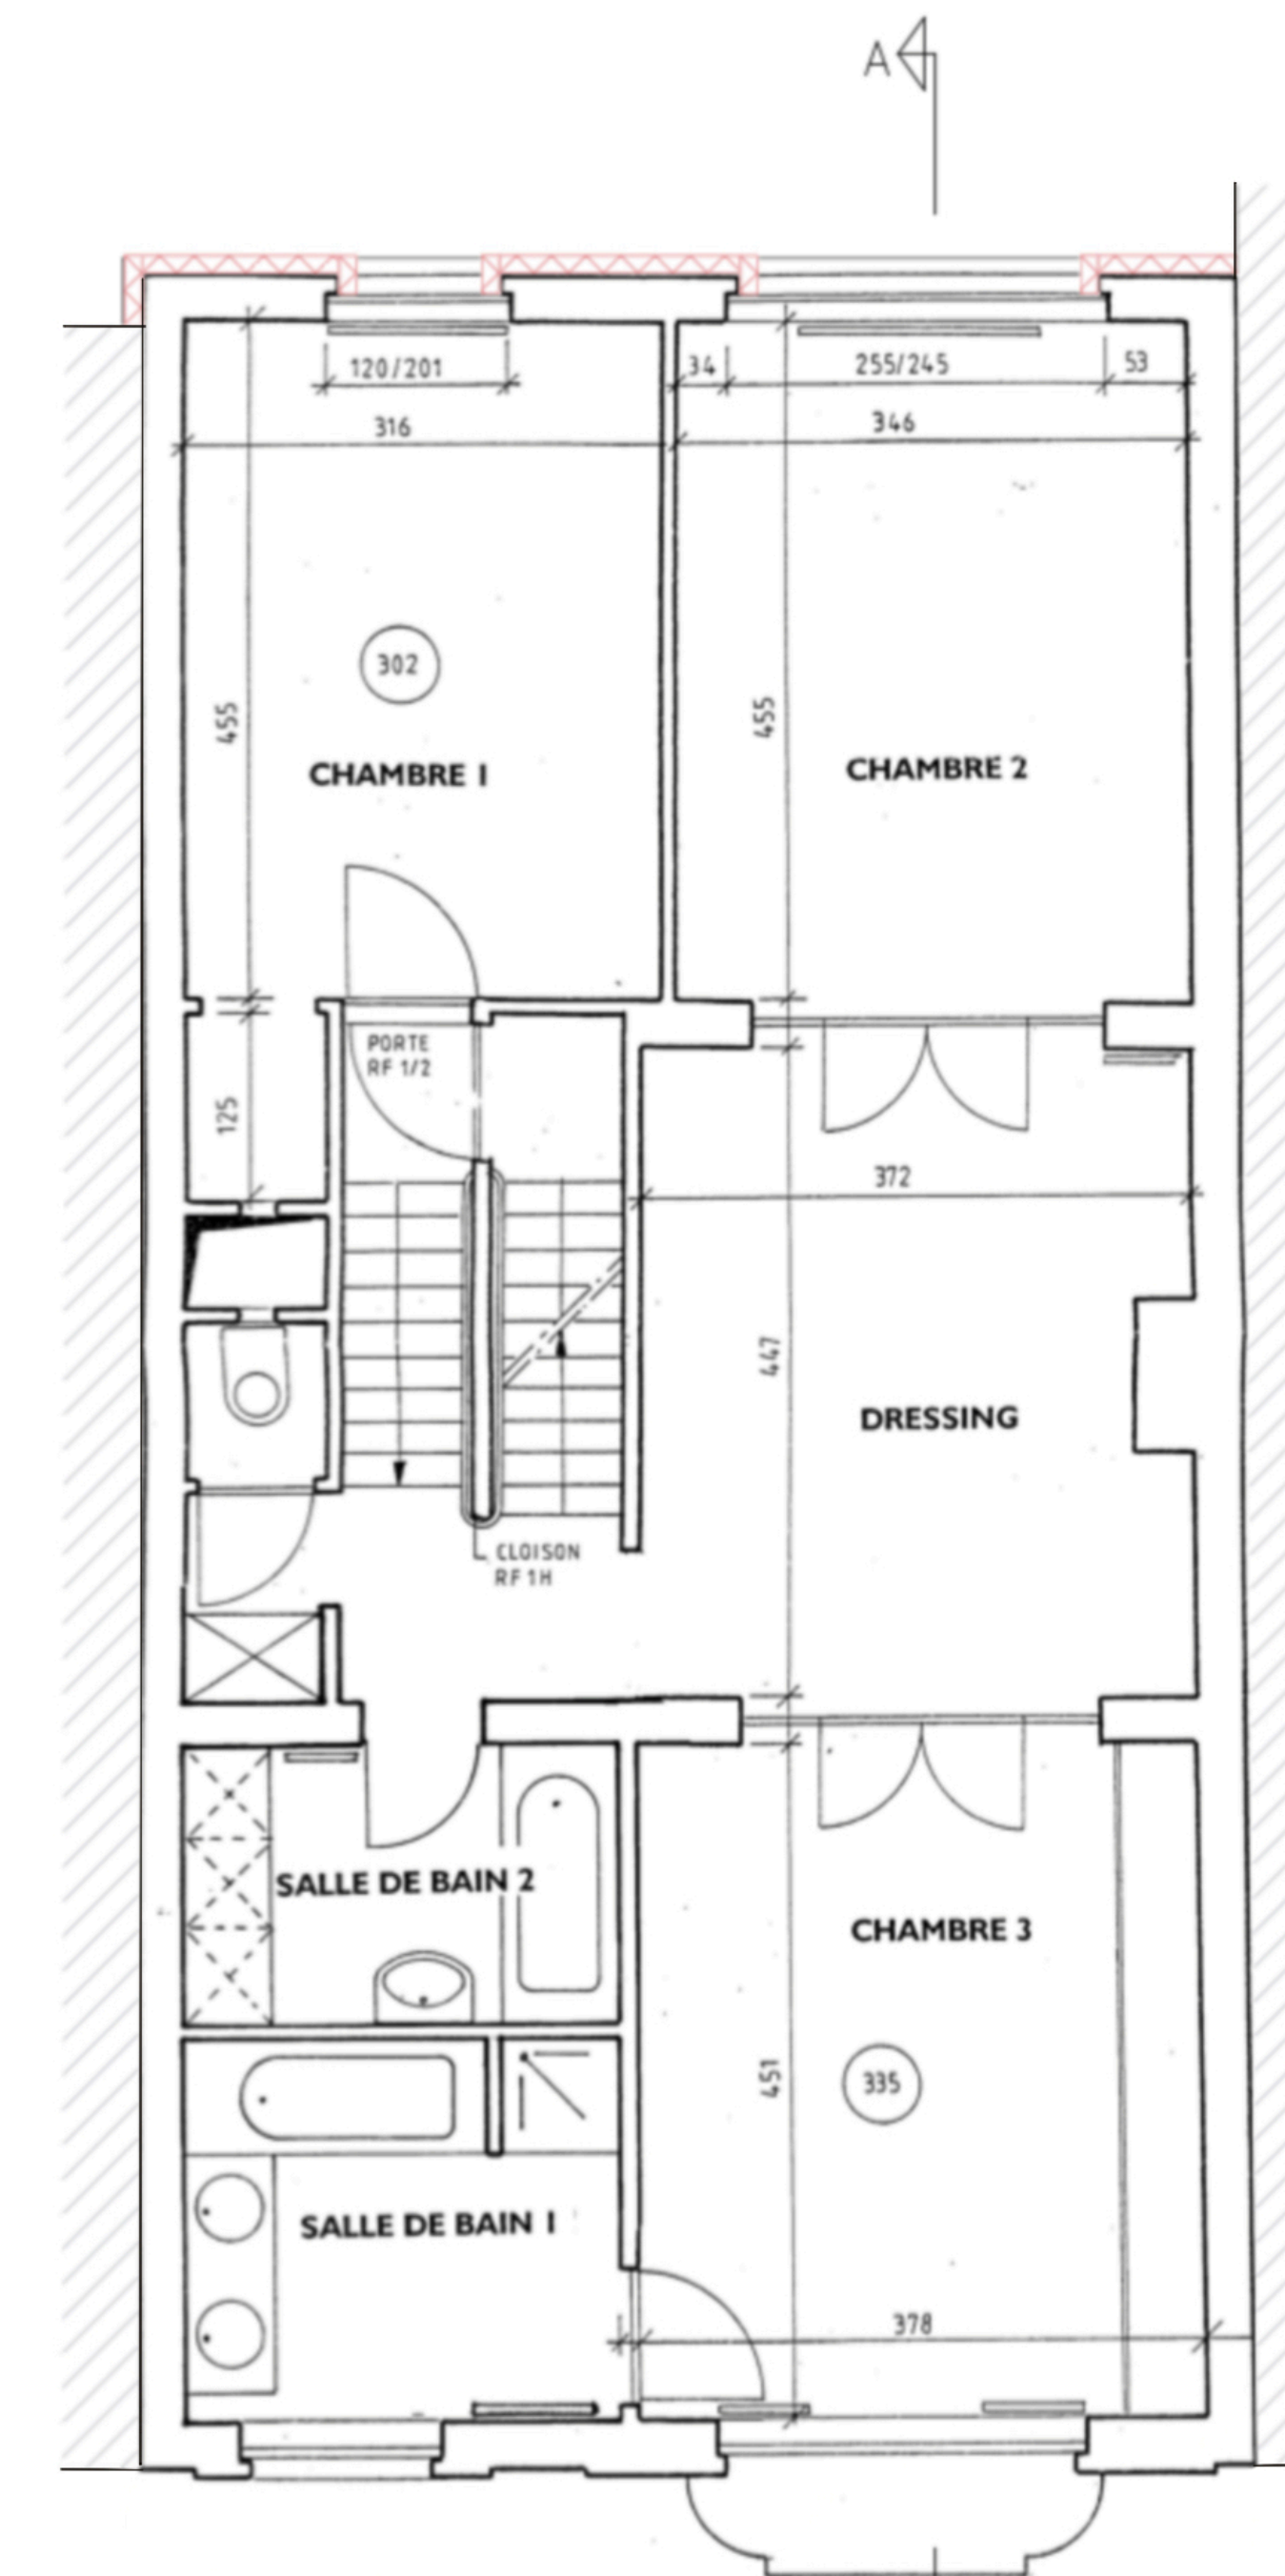 A
120/201
34
255/245
53
316
346
302
455
455
CHAMBRE 1
CHAMBRE 2
PORTE
RF 1/2
125
372
447
DRESSING
CLOISON
RF 1H
SALLE DE BAIN 2
CHAMBRE 3
451
335
SALLE DE BAIN 1
378